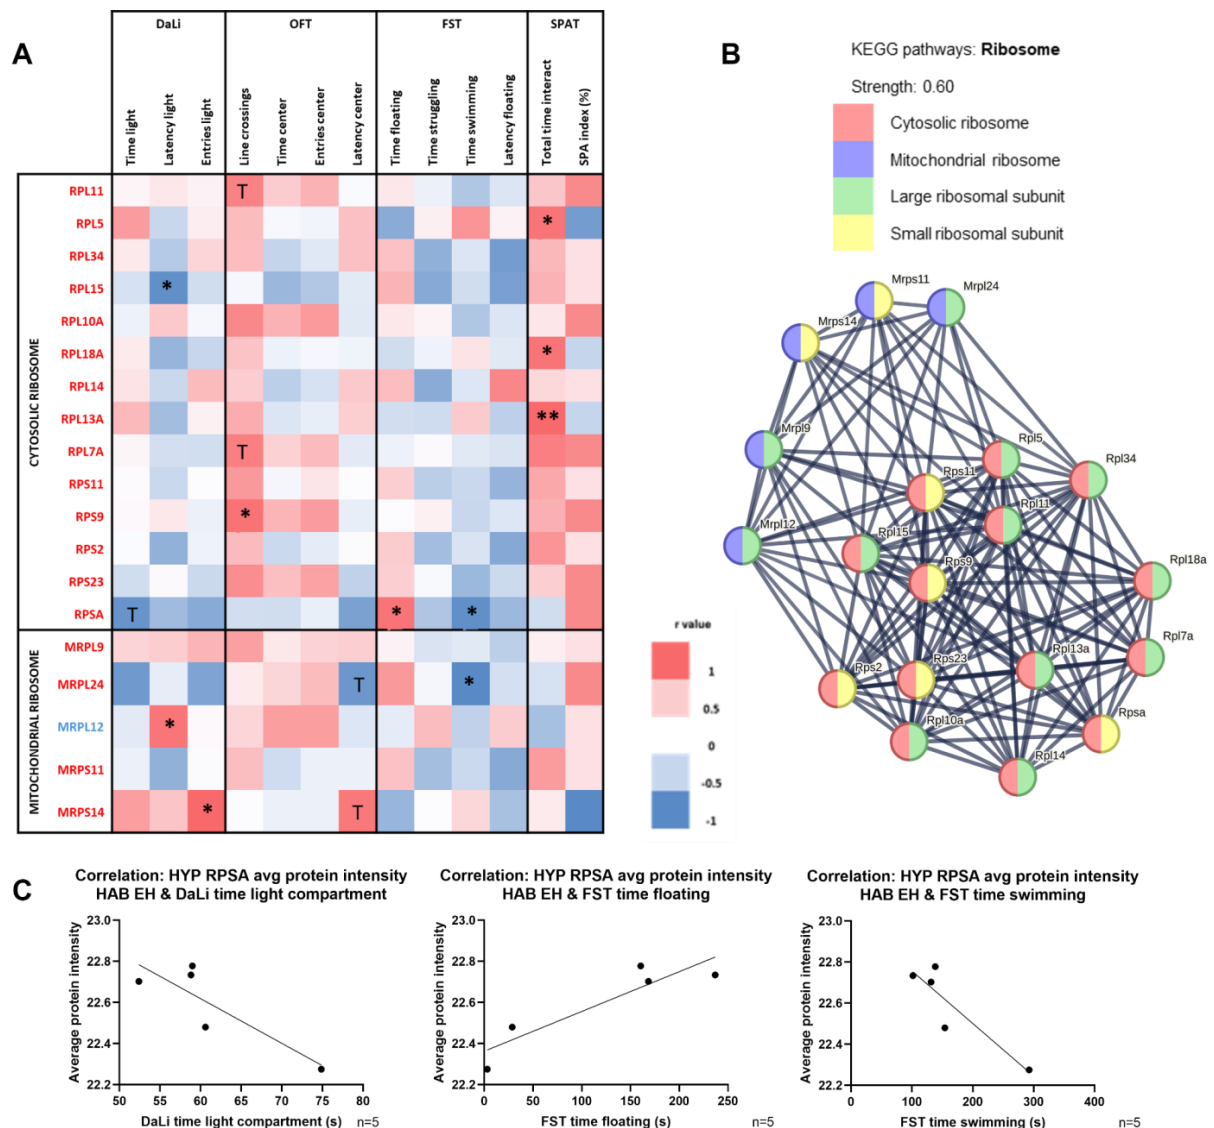 A
DaLi OFT FST SPAT
Time light
Latency light
Entries light
Line crossings
Time center
Entries center
Latency center
Time floating
Time struggling
Time swimming
Latency floating
Total time interact
SPA index (%)
CYTOSOLIC RIBOSOME
RPL11 T
RPL5 *
RPL34
RPL15 *
RPL10A
RPL18A *
RPL14
RPL13A **
RPL7A T
RPS11
RPS9 *
RPS2
RPS23
RPSA T * *
MITOCHONDRIAL RIBOSOME
MRPL9
MRPL24 T *
MRPL12 *
MRPS11
MRPS14 * T
r value
1
0.5
0
-0.5
-1
B
KEGG pathways: Ribosome
Strength: 0.60
Cytosolic ribosome
Mitochondrial ribosome
Large ribosomal subunit
Small ribosomal subunit
Mrps11
Mrpl24
Mrps14
Mrpl9
Rpl5
Rpl34
Rps11
Rpl11
Mrpl12
Rpl15
Rps9
Rpl18a
Rpl7a
Rpl13a
Rps2
Rps23
Rpsa
Rpl10a
Rpl14
C
Correlation: HYP RPSA avg protein intensity
HAB EH & DaLi time light compartment
Average protein intensity
23.0
22.8
22.6
22.4
22.2
50 55 60 65 70 75 80
DaLi time light compartment (s) n=5
Correlation: HYP RPSA avg protein intensity
HAB EH & FST time floating
Average protein intensity
23.0
22.8
22.6
22.4
22.2
0 50 100 150 200 250
FST time floating (s) n=5
Correlation: HYP RPSA avg protein intensity
HAB EH & FST time swimming
Average protein intensity
23.0
22.8
22.6
22.4
22.2
0 100 200 300 400
FST time swimming (s) n=5